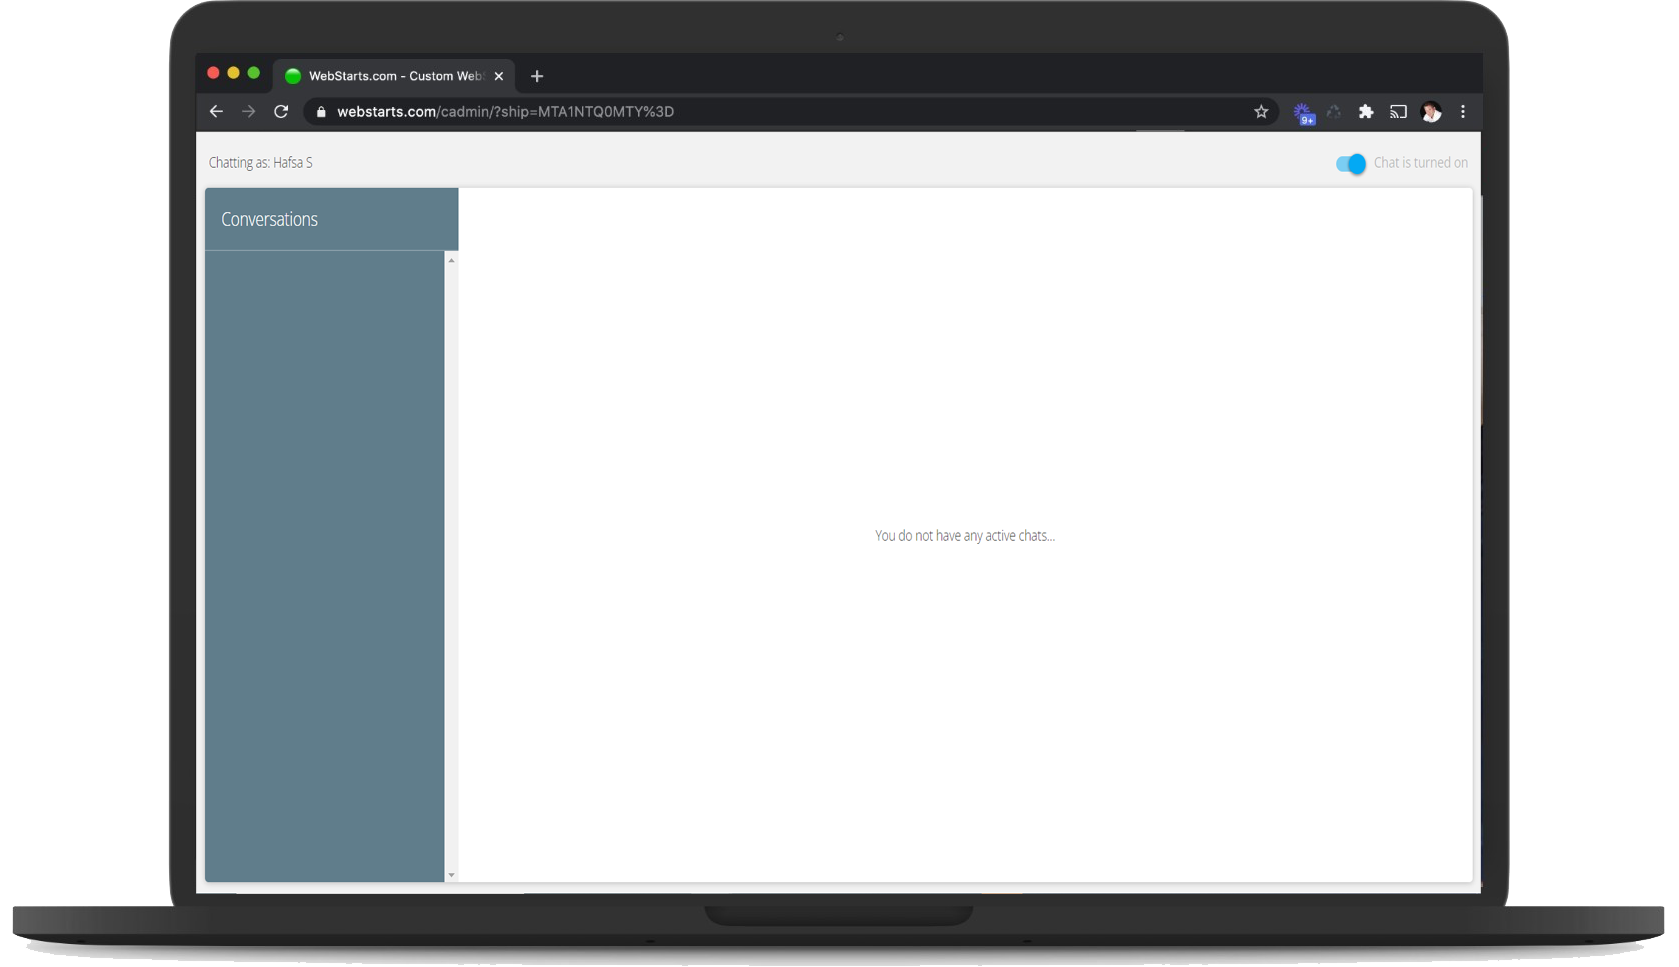 WebStarts.com - Custom Web
webstarts.com/cadmin/?ship=MTA1NTQ0MTY%3D
9+
Chatting as: Hafsa S
Chat is turned on
Conversations
You do not have any active chats...